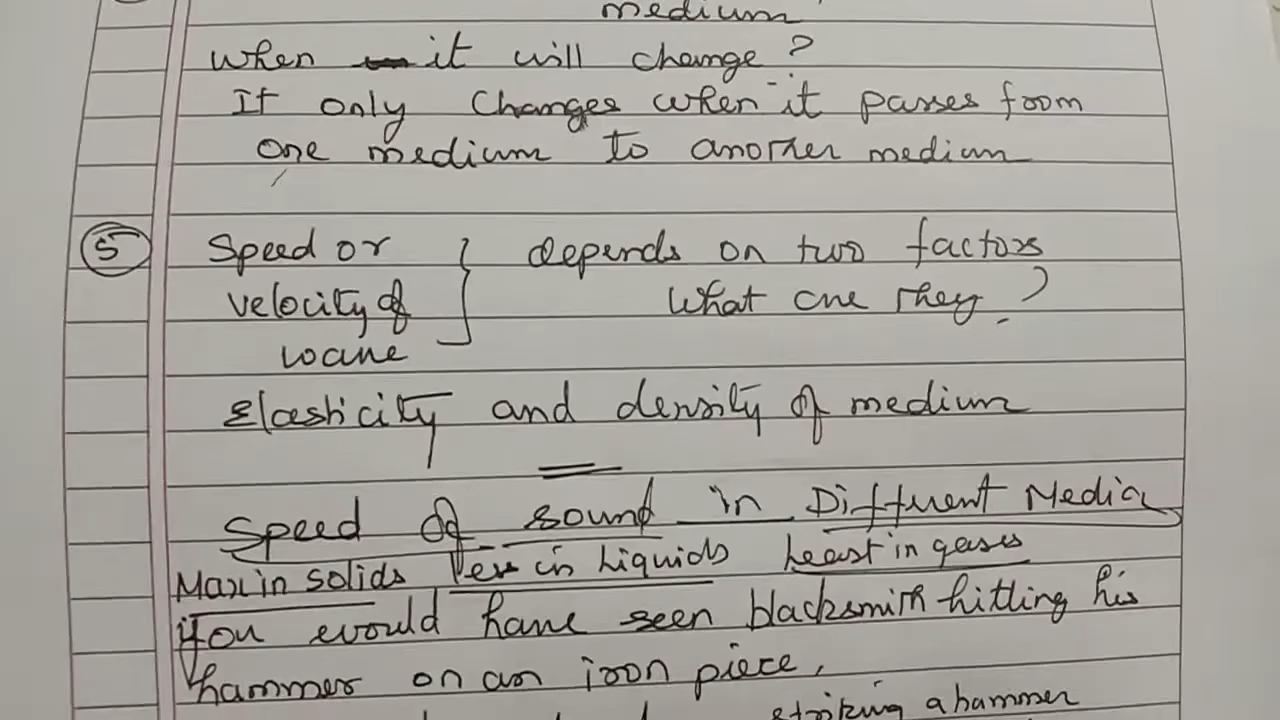 medium
When it will change?
It only changes when it passes from
one medium to another medium
5 Speed or } depends on two factors
velocity of What are they?
wave
Elasticity and density of medium
Speed of sound in Different Media
Max in solids Less in Liquids Least in gases
You would have seen blacksmith hitting his
hammer on an iron piece,
striking a hammer